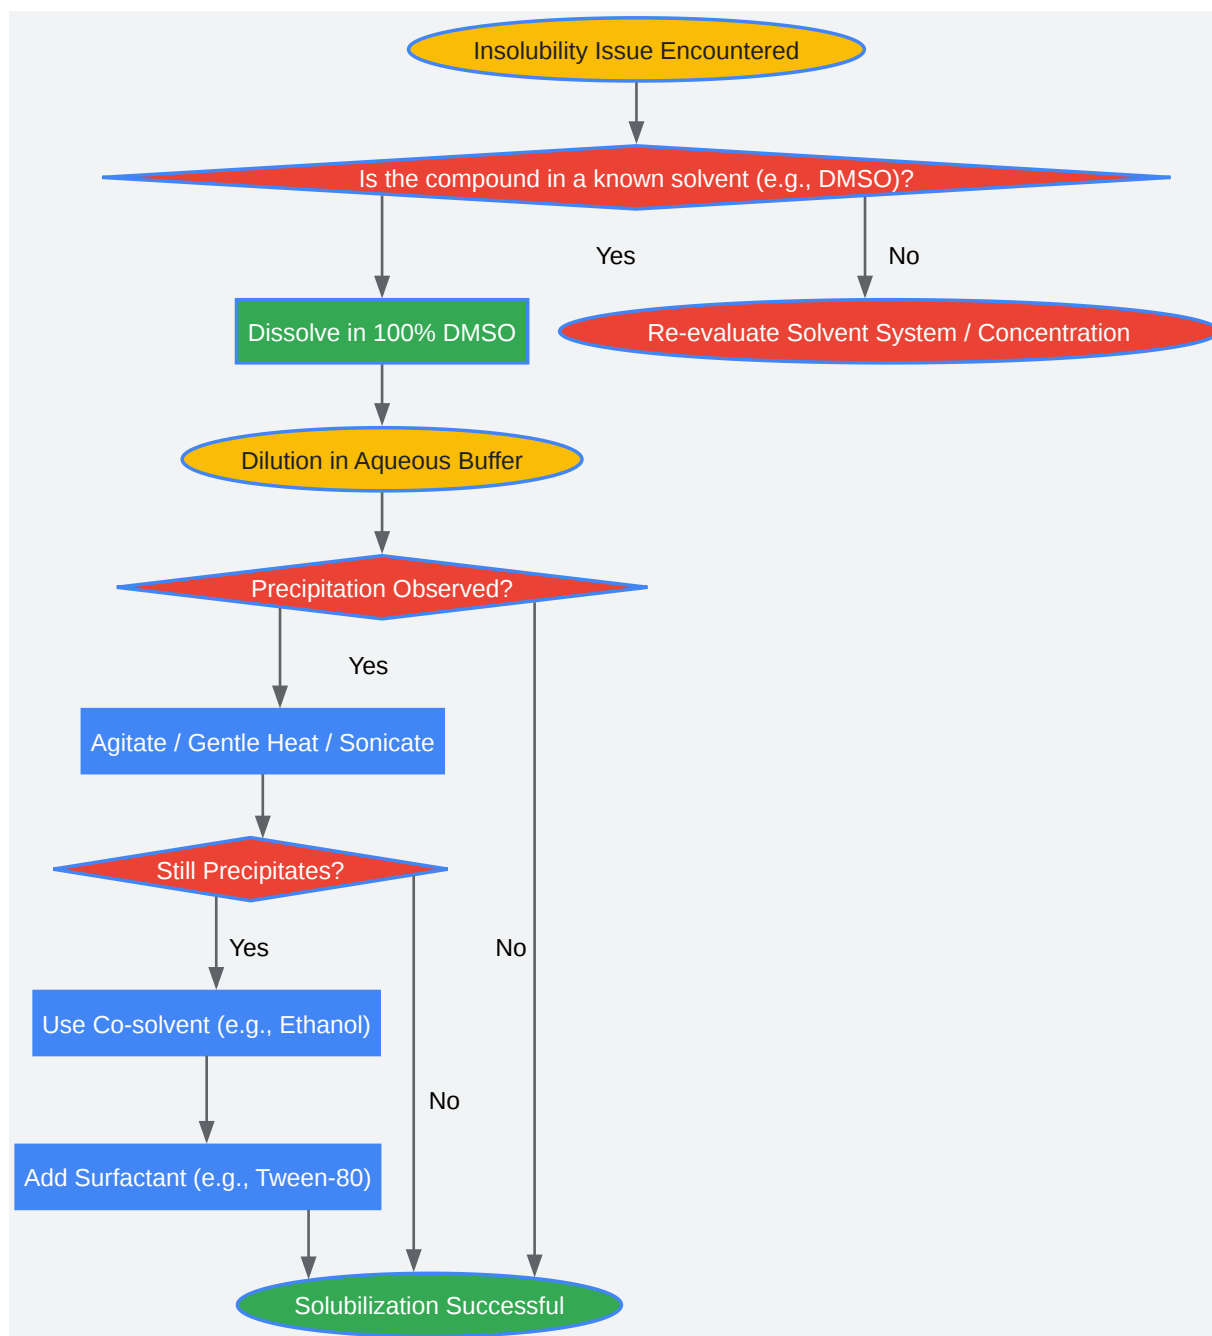 Insolubility Issue Encountered
Is the compound in a known solvent (e.g., DMSO)?
Yes
No
Dissolve in 100% DMSO
Re-evaluate Solvent System / Concentration
Dilution in Aqueous Buffer
Precipitation Observed?
Yes
Agitate / Gentle Heat / Sonicate
Still Precipitates?
Yes
No
Use Co-solvent (e.g., Ethanol)
No
Add Surfactant (e.g., Tween-80)
Solubilization Successful